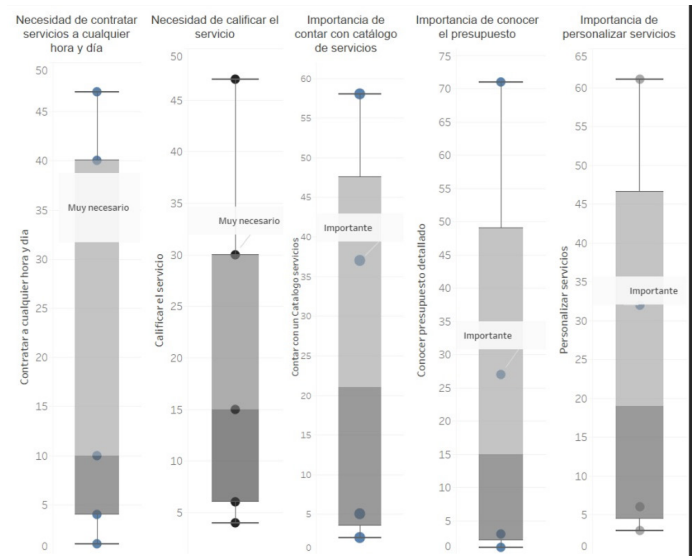 Necesidad de contratar
servicios a cualquier
hora y día
50
45
40
35
30
25
20
15
10
5
0
Contratar a cualquier hora y dia
Muy necesario
Necesidad de calificar el
servicio
50
45
40
35
30
25
20
15
10
5
Calificar el servicio
Muy necesario
Importancia de
contar con catálogo
de servicios
60
55
50
45
40
35
30
25
20
15
10
5
0
Contar con un Catalogo servicios
Importante
Importancia de conocer
el presupuesto
75
70
65
60
55
50
45
40
35
30
25
20
15
10
5
0
Conocer presupuesto detallado
Importante
Importancia de
personalizar servicios
65
60
55
50
45
40
35
30
25
20
15
10
5
0
Personalizar servicios
Importante